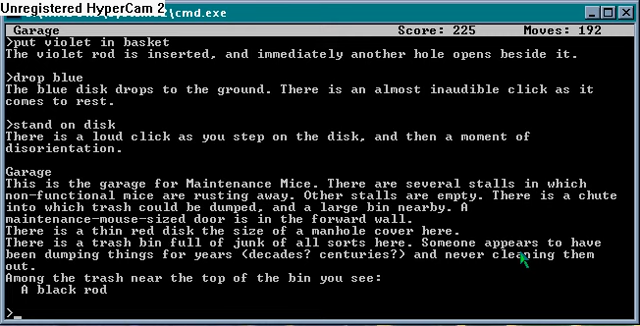 Unregistered HyperCam 2
cmd.exe
Garage Score: 225 Moves: 192
>put violet in basket
The violet rod is inserted, and immediately another hole opens beside it.
>drop blue
The blue disk drops to the ground. There is an almost inaudible click as it
comes to rest.
>stand on disk
There is a loud click as you step on the disk, and then a moment of
disorientation.
Garage
This is the garage for Maintenance Mice. There are several stalls in which
non-functional mice are rusting away. Other stalls are empty. There is a chute
into which trash could be dumped, and a large bin nearby. A
maintenance-mouse-sized door is in the forward wall.
There is a thin red disk the size of a manhole cover here.
There is a trash bin full of junk of all sorts here. Someone appears to have
been dumping things for years (decades? centuries?) and never cleaning them
out.
Among the trash near the top of the bin you see:
A black rod
>_